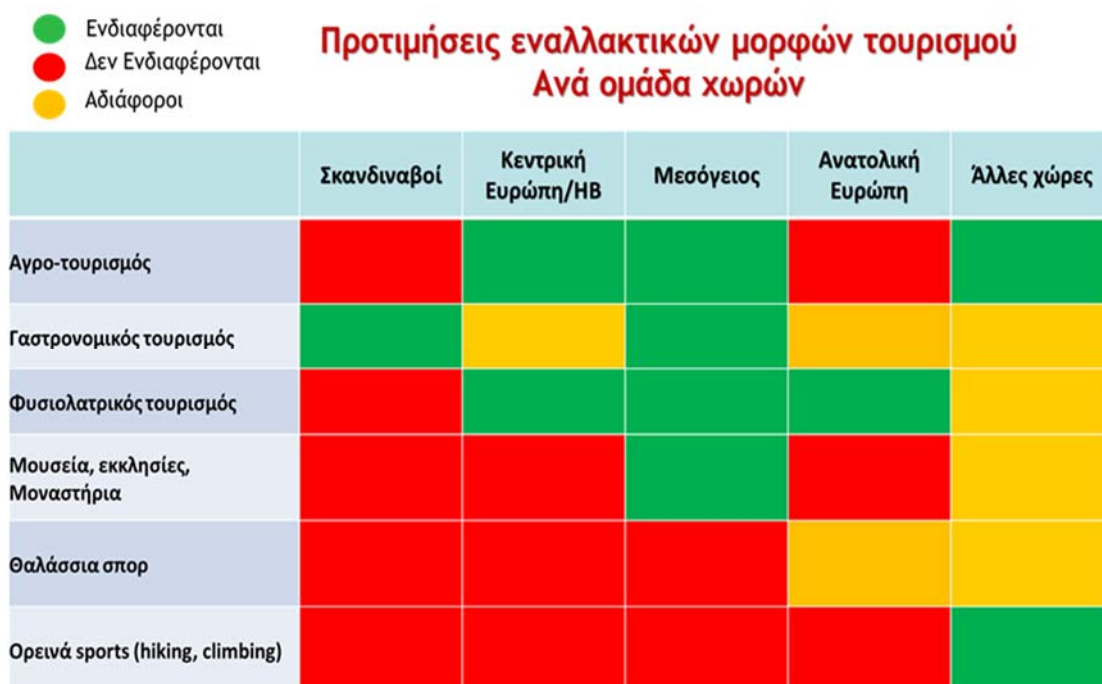 Ενδιαφέρονται
Δεν Ενδιαφέρονται
Αδιάφοροι
Προτιμήσεις εναλλακτικών μορφών τουρισμού
Ανά ομάδα χωρών
Σκανδιναβοί
Κεντρική
Ευρώπη/ΗΒ
Μεσόγειος
Ανατολική
Ευρώπη
Άλλες χώρες
Αγρο-τουρισμός
Γαστρονομικός τουρισμός
Φυσιολατρικός τουρισμός
Μουσεία, εκκλησίες,
Μοναστήρια
Θαλάσσια σπορ
Ορεινά sports (hiking, climbing)